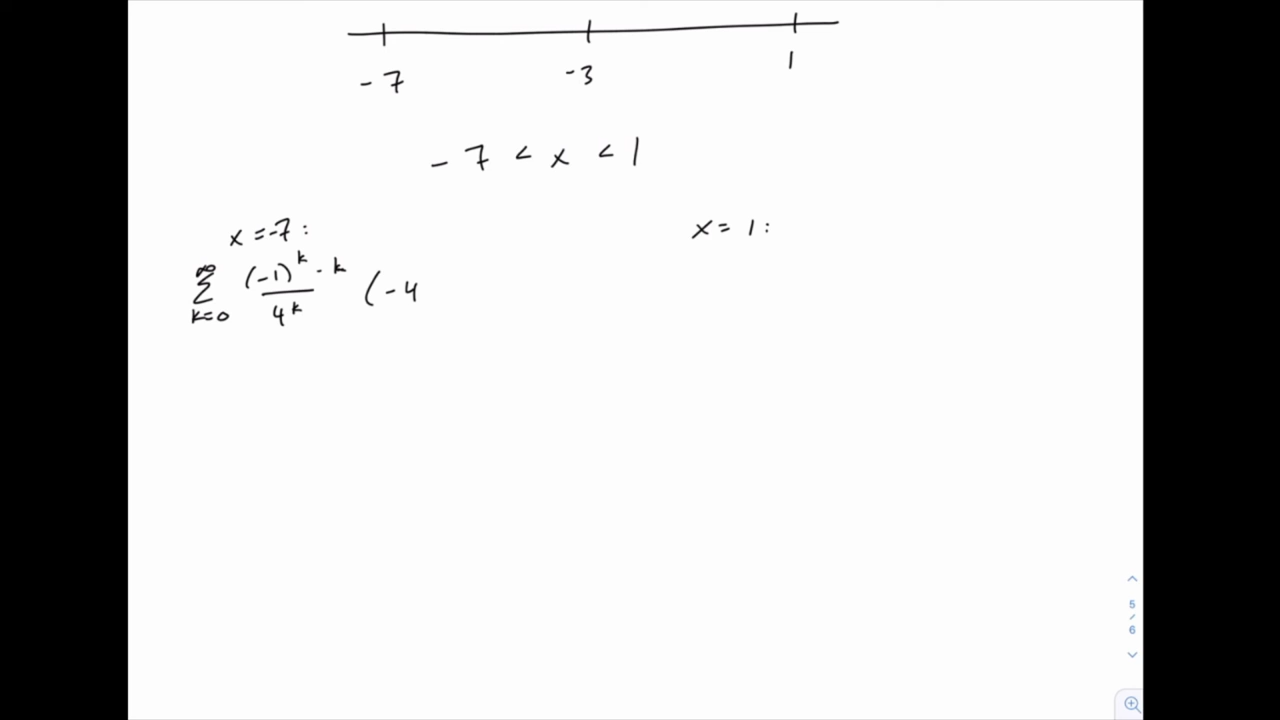 -7 -3 1
-7 < x < 1
x = -7: x = 1:
∞
∑ (-1)^k · k / 4^k (-4
k=0
5
/
6